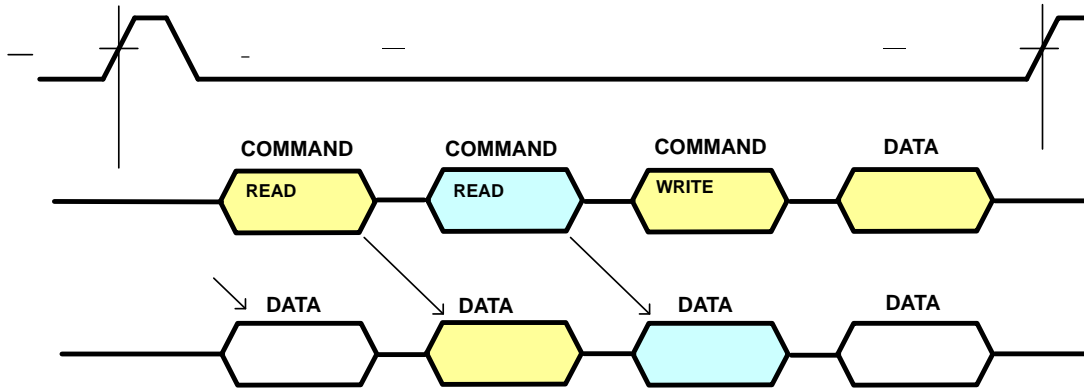 COMMAND COMMAND COMMAND DATA
READ READ WRITE
DATA DATA DATA DATA